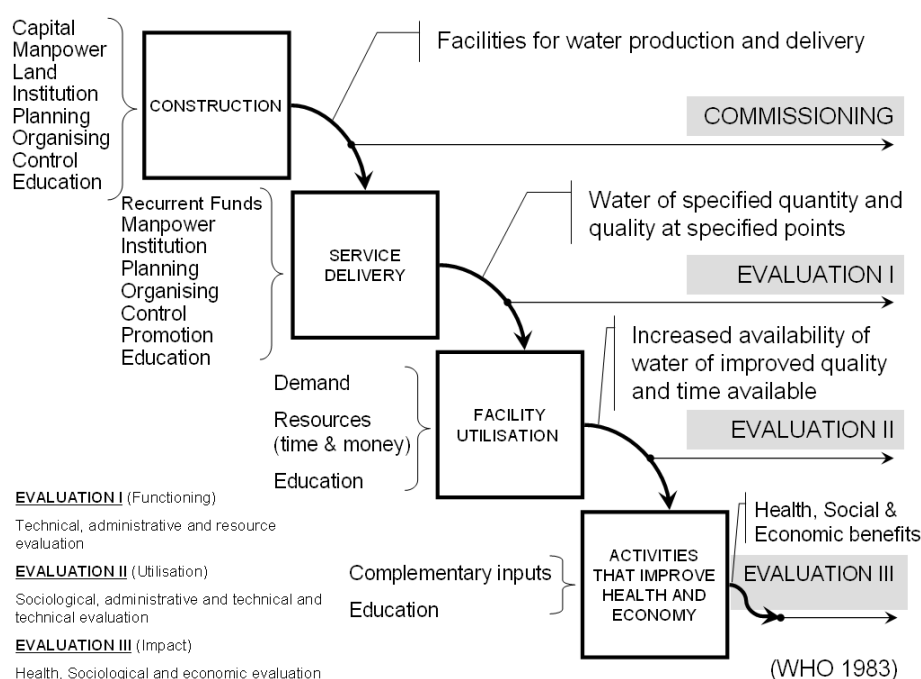 Capital
Manpower
Land
Institution
Planning
Organising
Control
Education
CONSTRUCTION
Facilities for water production and delivery
COMMISSIONING
Recurrent Funds
Manpower
Institution
Planning
Organising
Control
Promotion
Education
SERVICE
DELIVERY
Water of specified quantity and
quality at specified points
EVALUATION I
Demand
Resources
(time & money)
Education
FACILITY
UTILISATION
Increased availability of
water of improved quality
and time available
EVALUATION II
Complementary inputs
Education
ACTIVITIES
THAT IMPROVE
HEALTH AND
ECONOMY
Health, Social &
Economic benefits
EVALUATION III
EVALUATION I (Functioning)
Technical, administrative and resource
evaluation
EVALUATION II (Utilisation)
Sociological, administrative and technical and
technical evaluation
EVALUATION III (Impact)
Health, Sociological and economic evaluation
(WHO 1983)